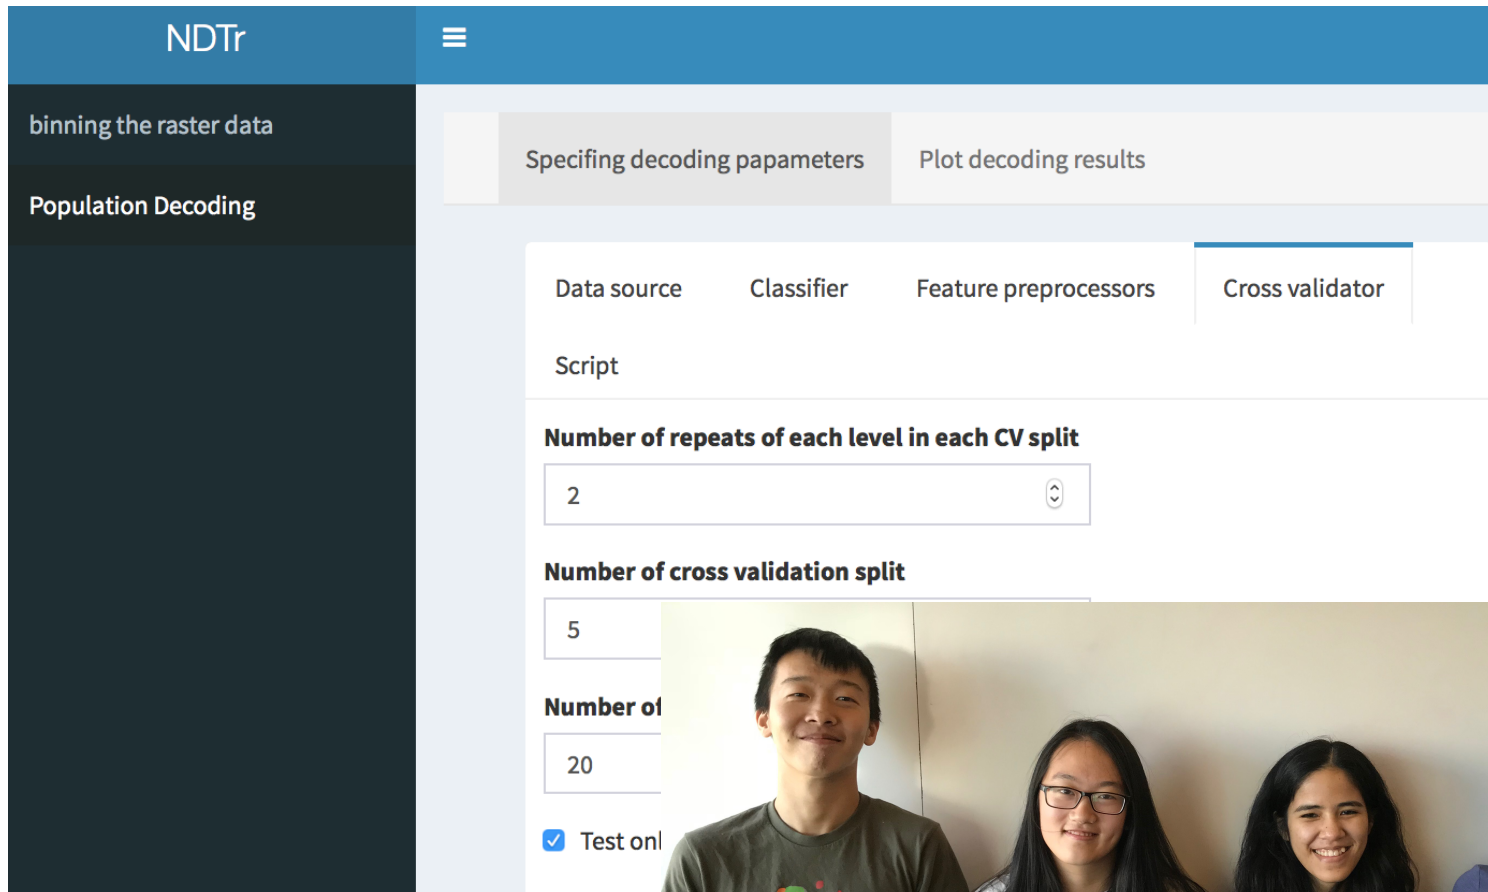 NDTr
binning the raster data
Population Decoding
Specifing decoding papameters
Plot decoding results
Data source
Classifier
Feature preprocessors
Cross validator
Script
Number of repeats of each level in each CV split
2
Number of cross validation split
5
Number of
20
Test